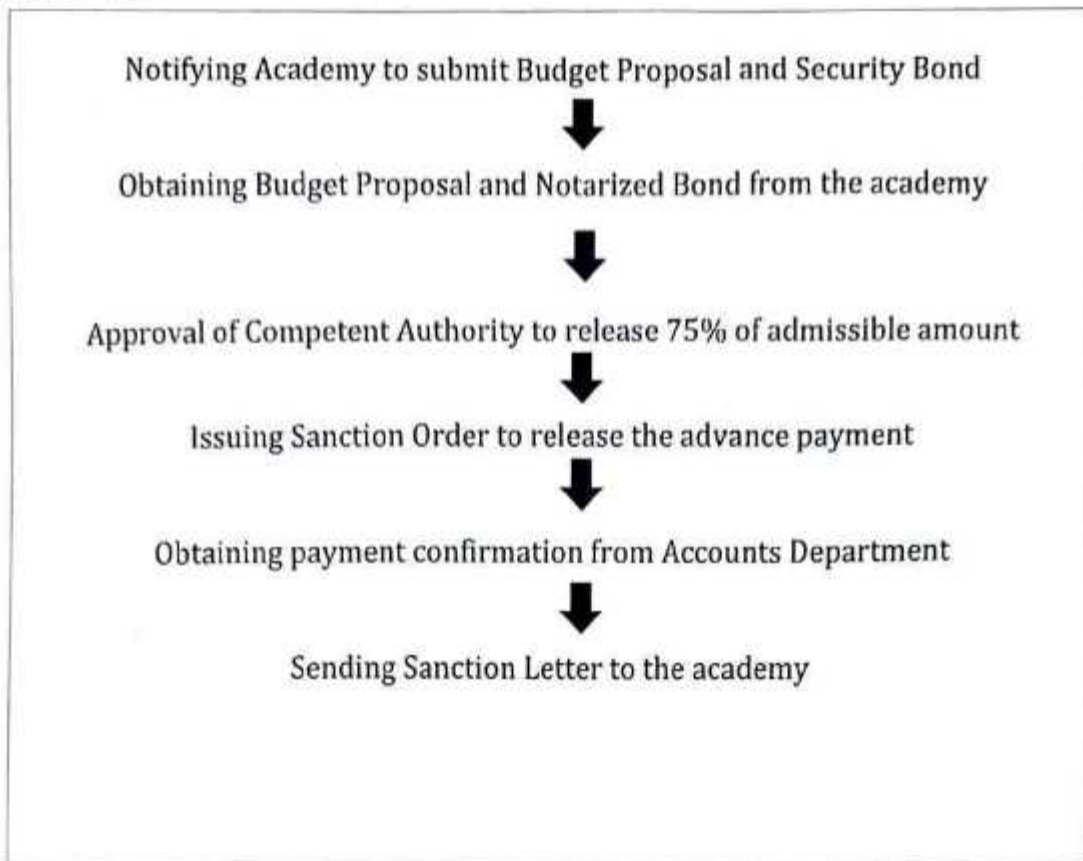 Notifying Academy to submit Budget Proposal and Security Bond
Obtaining Budget Proposal and Notarized Bond from the academy
Approval of Competent Authority to release 75% of admissible amount
Issuing Sanction Order to release the advance payment
Obtaining payment confirmation from Accounts Department
Sending Sanction Letter to the academy